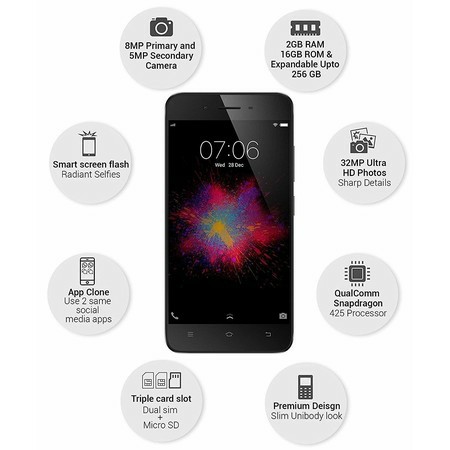 8MP Primary and
5MP Secondary
Camera
2GB RAM
16GB ROM &
Expandable Upto
256 GB
Smart screen flash
Radiant Selfies
07:06
Wed 28 Dec
32MP Ultra
HD Photos
Sharp Details
App Clone
Use 2 same
social
media apps
QualComm
Snapdragon
425 Processor
Triple card slot
Dual sim
+
Micro SD
Premium Deisgn
Slim Unibody look